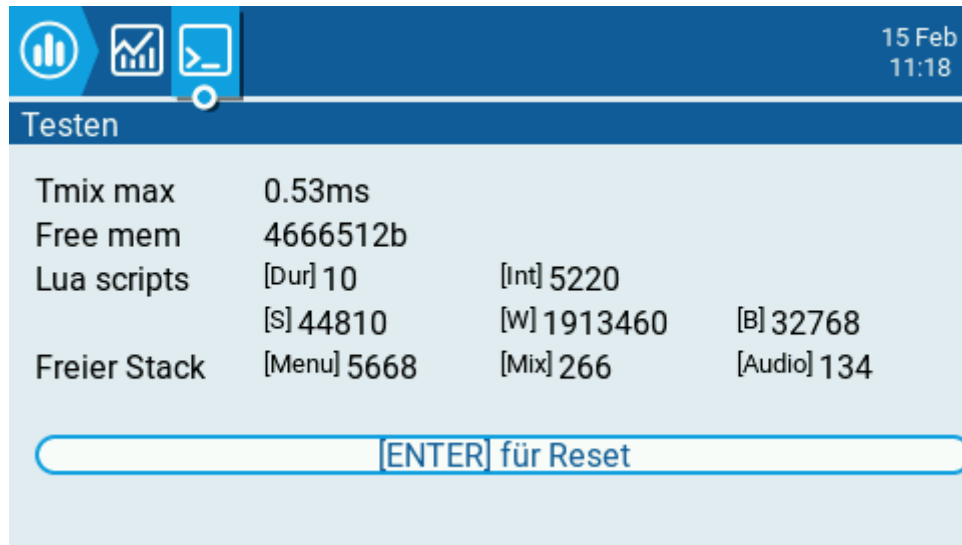 15 Feb
11:18
Testen
Tmix max 0.53ms
Free mem 4666512b
Lua scripts [Dur] 10 [Int] 5220
[S] 44810 [W] 1913460 [B] 32768
Freier Stack [Menu] 5668 [Mix] 266 [Audio] 134
[ENTER] für Reset